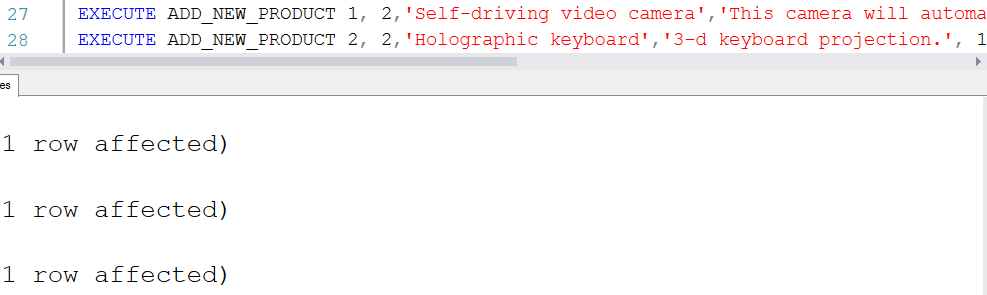 27 EXECUTE ADD_NEW_PRODUCT 1, 2,'Self-driving video camera','This camera will automa
28 EXECUTE ADD_NEW_PRODUCT 2, 2,'Holographic keyboard','3-d keyboard projection.', 1
es
1 row affected)
1 row affected)
1 row affected)